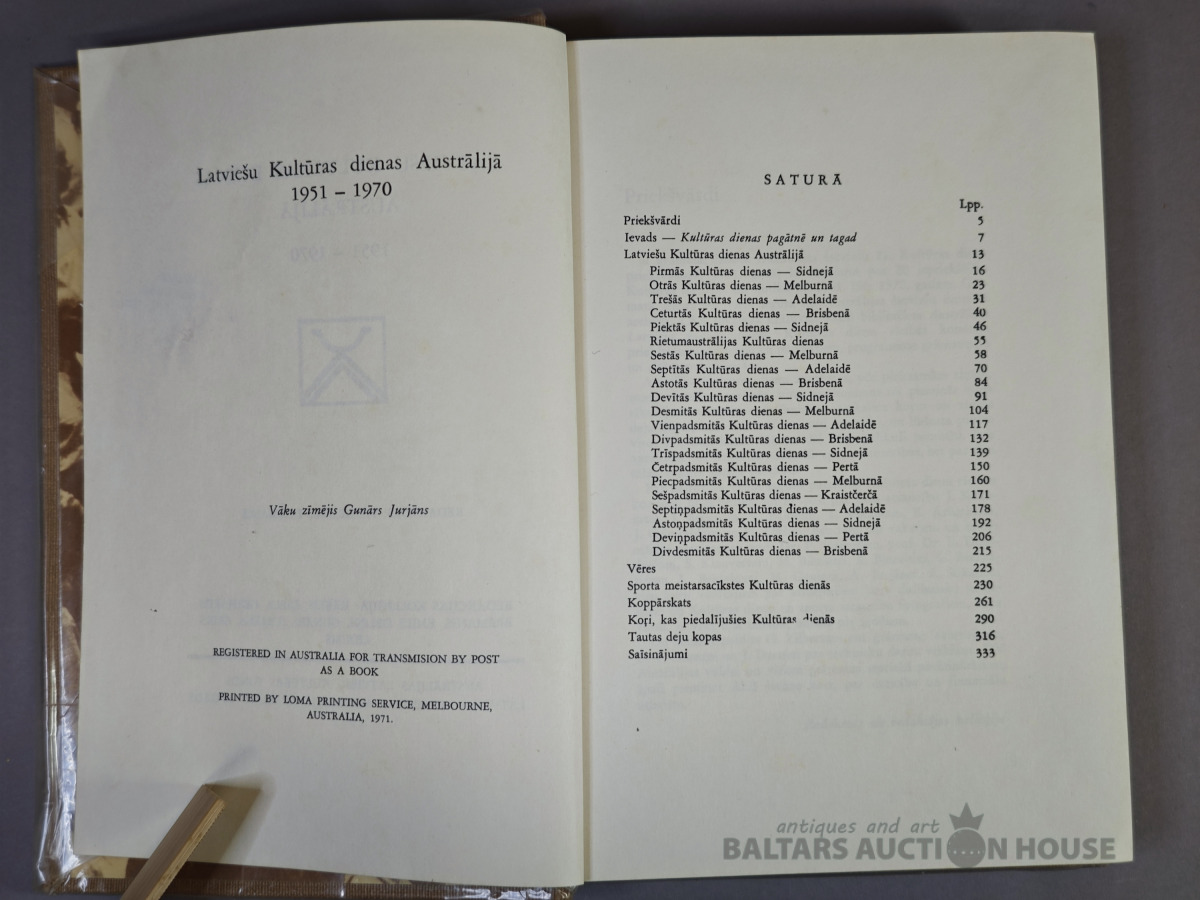 Latviešu Kultūras dienas Austrālijā
1951 – 1970
Vāku zīmējis Gunārs Jurjāns
REGISTERED IN AUSTRALIA FOR TRANSMISION BY POST
AS A BOOK
PRINTED BY LOMA PRINTING SERVICE, MELBOURNE,
AUSTRALIA, 1971.
SATURĀ
Lpp.
Priekšvārdi 5
Ievads — Kultūras dienas pagātnē un tagad 7
Latviešu Kultūras dienas Austrālijā 13
Pirmās Kultūras dienas — Sidnejā 16
Otrās Kultūras dienas — Melburnā 23
Trešās Kultūras dienas — Adelaidē 31
Ceturtās Kultūras dienas — Brisbenā 40
Piektās Kultūras dienas — Sidnejā 46
Rietumaustrālijas Kultūras dienas 55
Sestās Kultūras dienas — Melburnā 58
Septītās Kultūras dienas — Adelaidē 70
Astotās Kultūras dienas — Brisbenā 84
Devītās Kultūras dienas — Sidnejā 91
Desmitās Kultūras dienas — Melburnā 104
Vienpadsmitās Kultūras dienas — Adelaidē 117
Divpadsmitās Kultūras dienas — Brisbenā 132
Trīspadsmitās Kultūras dienas — Sidnejā 139
Četrpadsmitās Kultūras dienas — Pertā 150
Piecpadsmitās Kultūras dienas — Melburnā 160
Sešpadsmitās Kultūras dienas — Kraistčerčā 171
Septiņpadsmitās Kultūras dienas — Adelaidē 178
Astoņpadsmitās Kultūras dienas — Sidnejā 192
Deviņpadsmitās Kultūras dienas — Pertā 206
Divdesmitās Kultūras dienas — Brisbenā 215
Vēres 225
Sporta meistarsacīkstes Kultūras dienās 230
Koppārskats 261
Koŗi, kas piedalījušies Kultūras dienās 290
Tautas deju kopas 316
Saīsinājumi 333
antiques and art
BALTARS AUCTION HOUSE